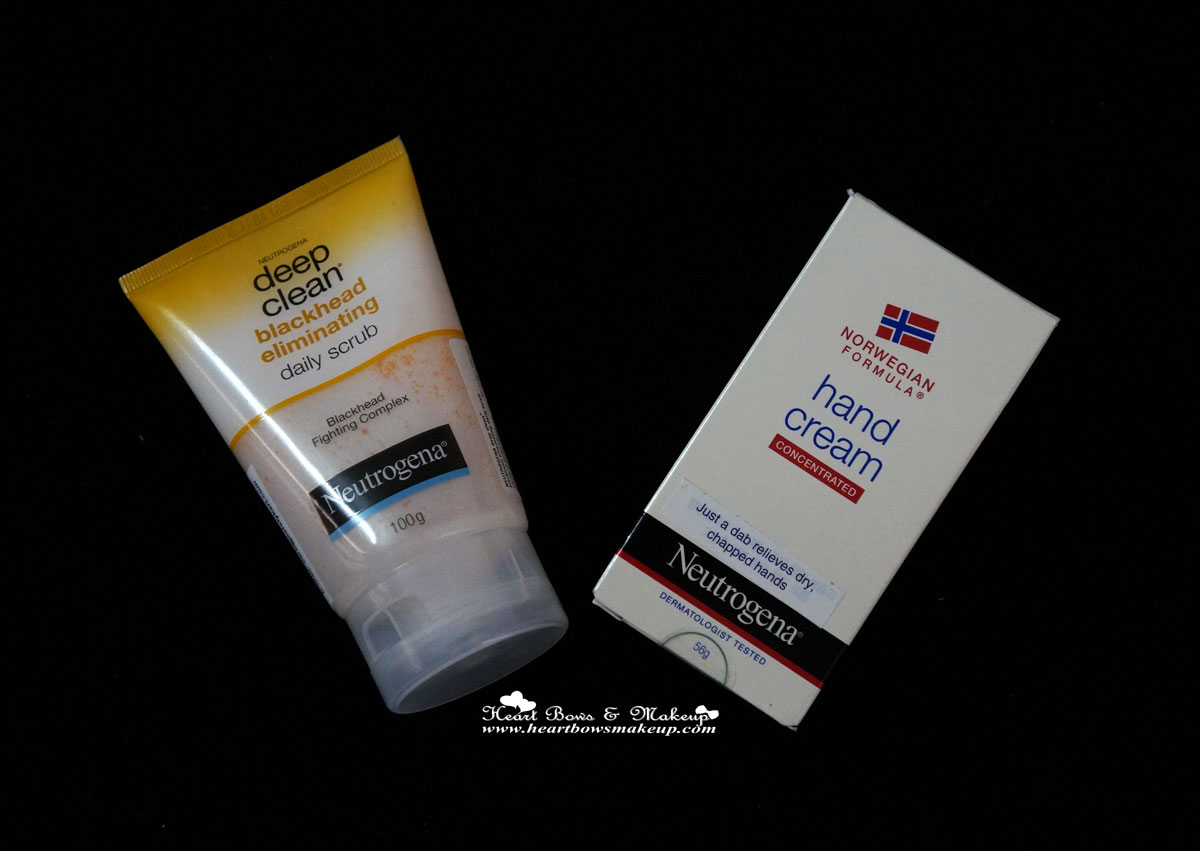 NEUTROGENA
deep
clean®
blackhead
eliminating
daily scrub
Blackhead
Fighting Complex
Neutrogena®
100g
NORWEGIAN
FORMULA®
hand
cream
CONCENTRATED
Just a dab relieves dry,
chapped hands
Neutrogena®
DERMATOLOGIST TESTED
56g
Heart Bows & Makeup
www.heartbowsmakeup.com